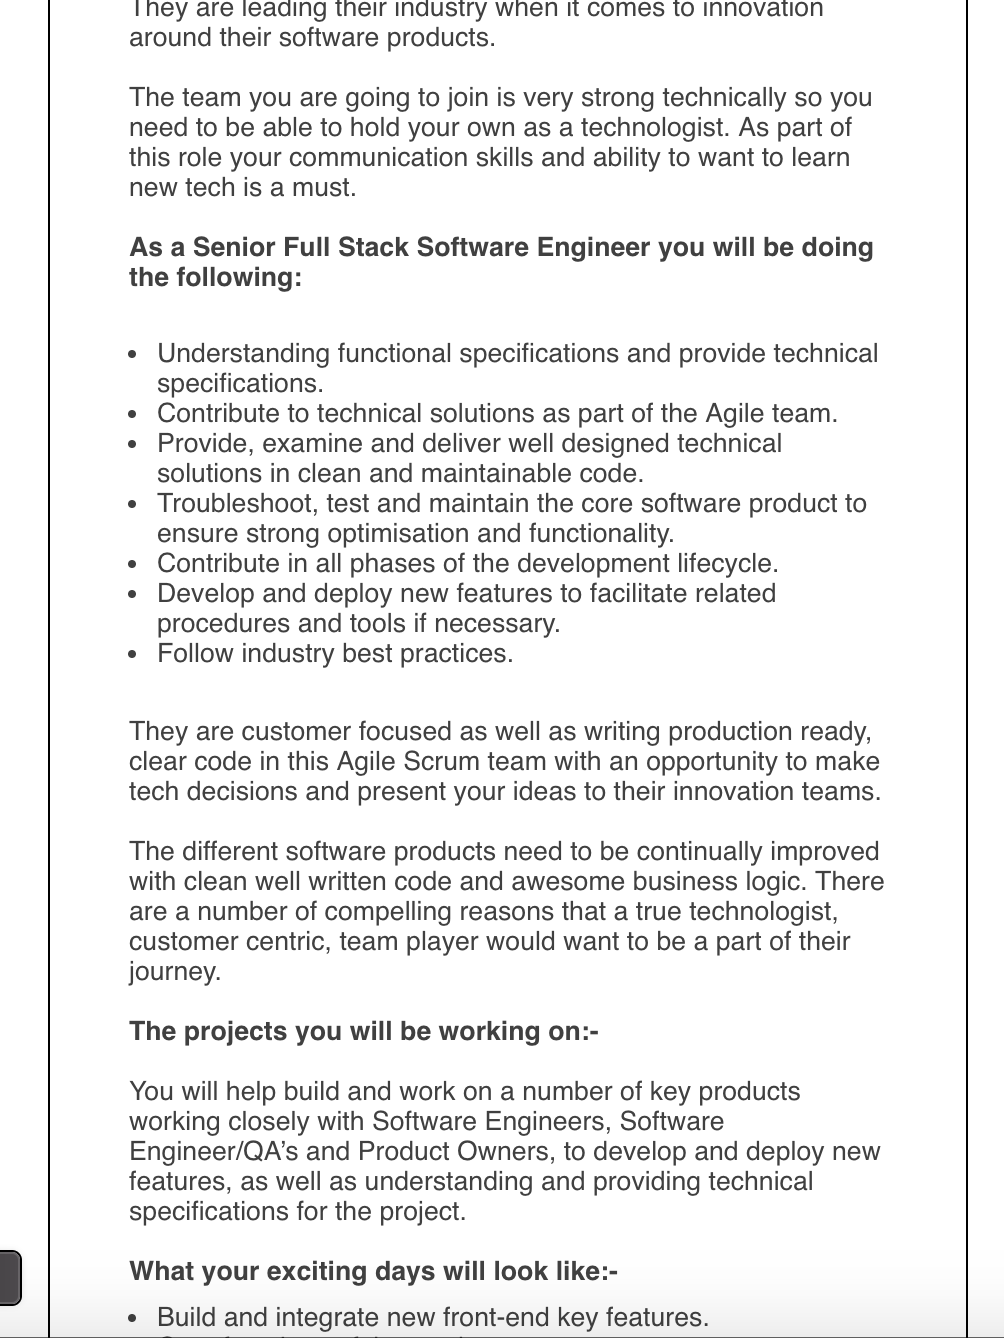 They are leading their industry when it comes to innovation
around their software products.
The team you are going to join is very strong technically so you
need to be able to hold your own as a technologist. As part of
this role your communication skills and ability to want to learn
new tech is a must.
As a Senior Full Stack Software Engineer you will be doing
the following:
• Understanding functional specifications and provide technical
specifications.
• Contribute to technical solutions as part of the Agile team.
• Provide, examine and deliver well designed technical
solutions in clean and maintainable code.
• Troubleshoot, test and maintain the core software product to
ensure strong optimisation and functionality.
• Contribute in all phases of the development lifecycle.
• Develop and deploy new features to facilitate related
procedures and tools if necessary.
• Follow industry best practices.
They are customer focused as well as writing production ready,
clear code in this Agile Scrum team with an opportunity to make
tech decisions and present your ideas to their innovation teams.
The different software products need to be continually improved
with clean well written code and awesome business logic. There
are a number of compelling reasons that a true technologist,
customer centric, team player would want to be a part of their
journey.
The projects you will be working on:-
You will help build and work on a number of key products
working closely with Software Engineers, Software
Engineer/QA’s and Product Owners, to develop and deploy new
features, as well as understanding and providing technical
specifications for the project.
What your exciting days will look like:-
• Build and integrate new front-end key features.